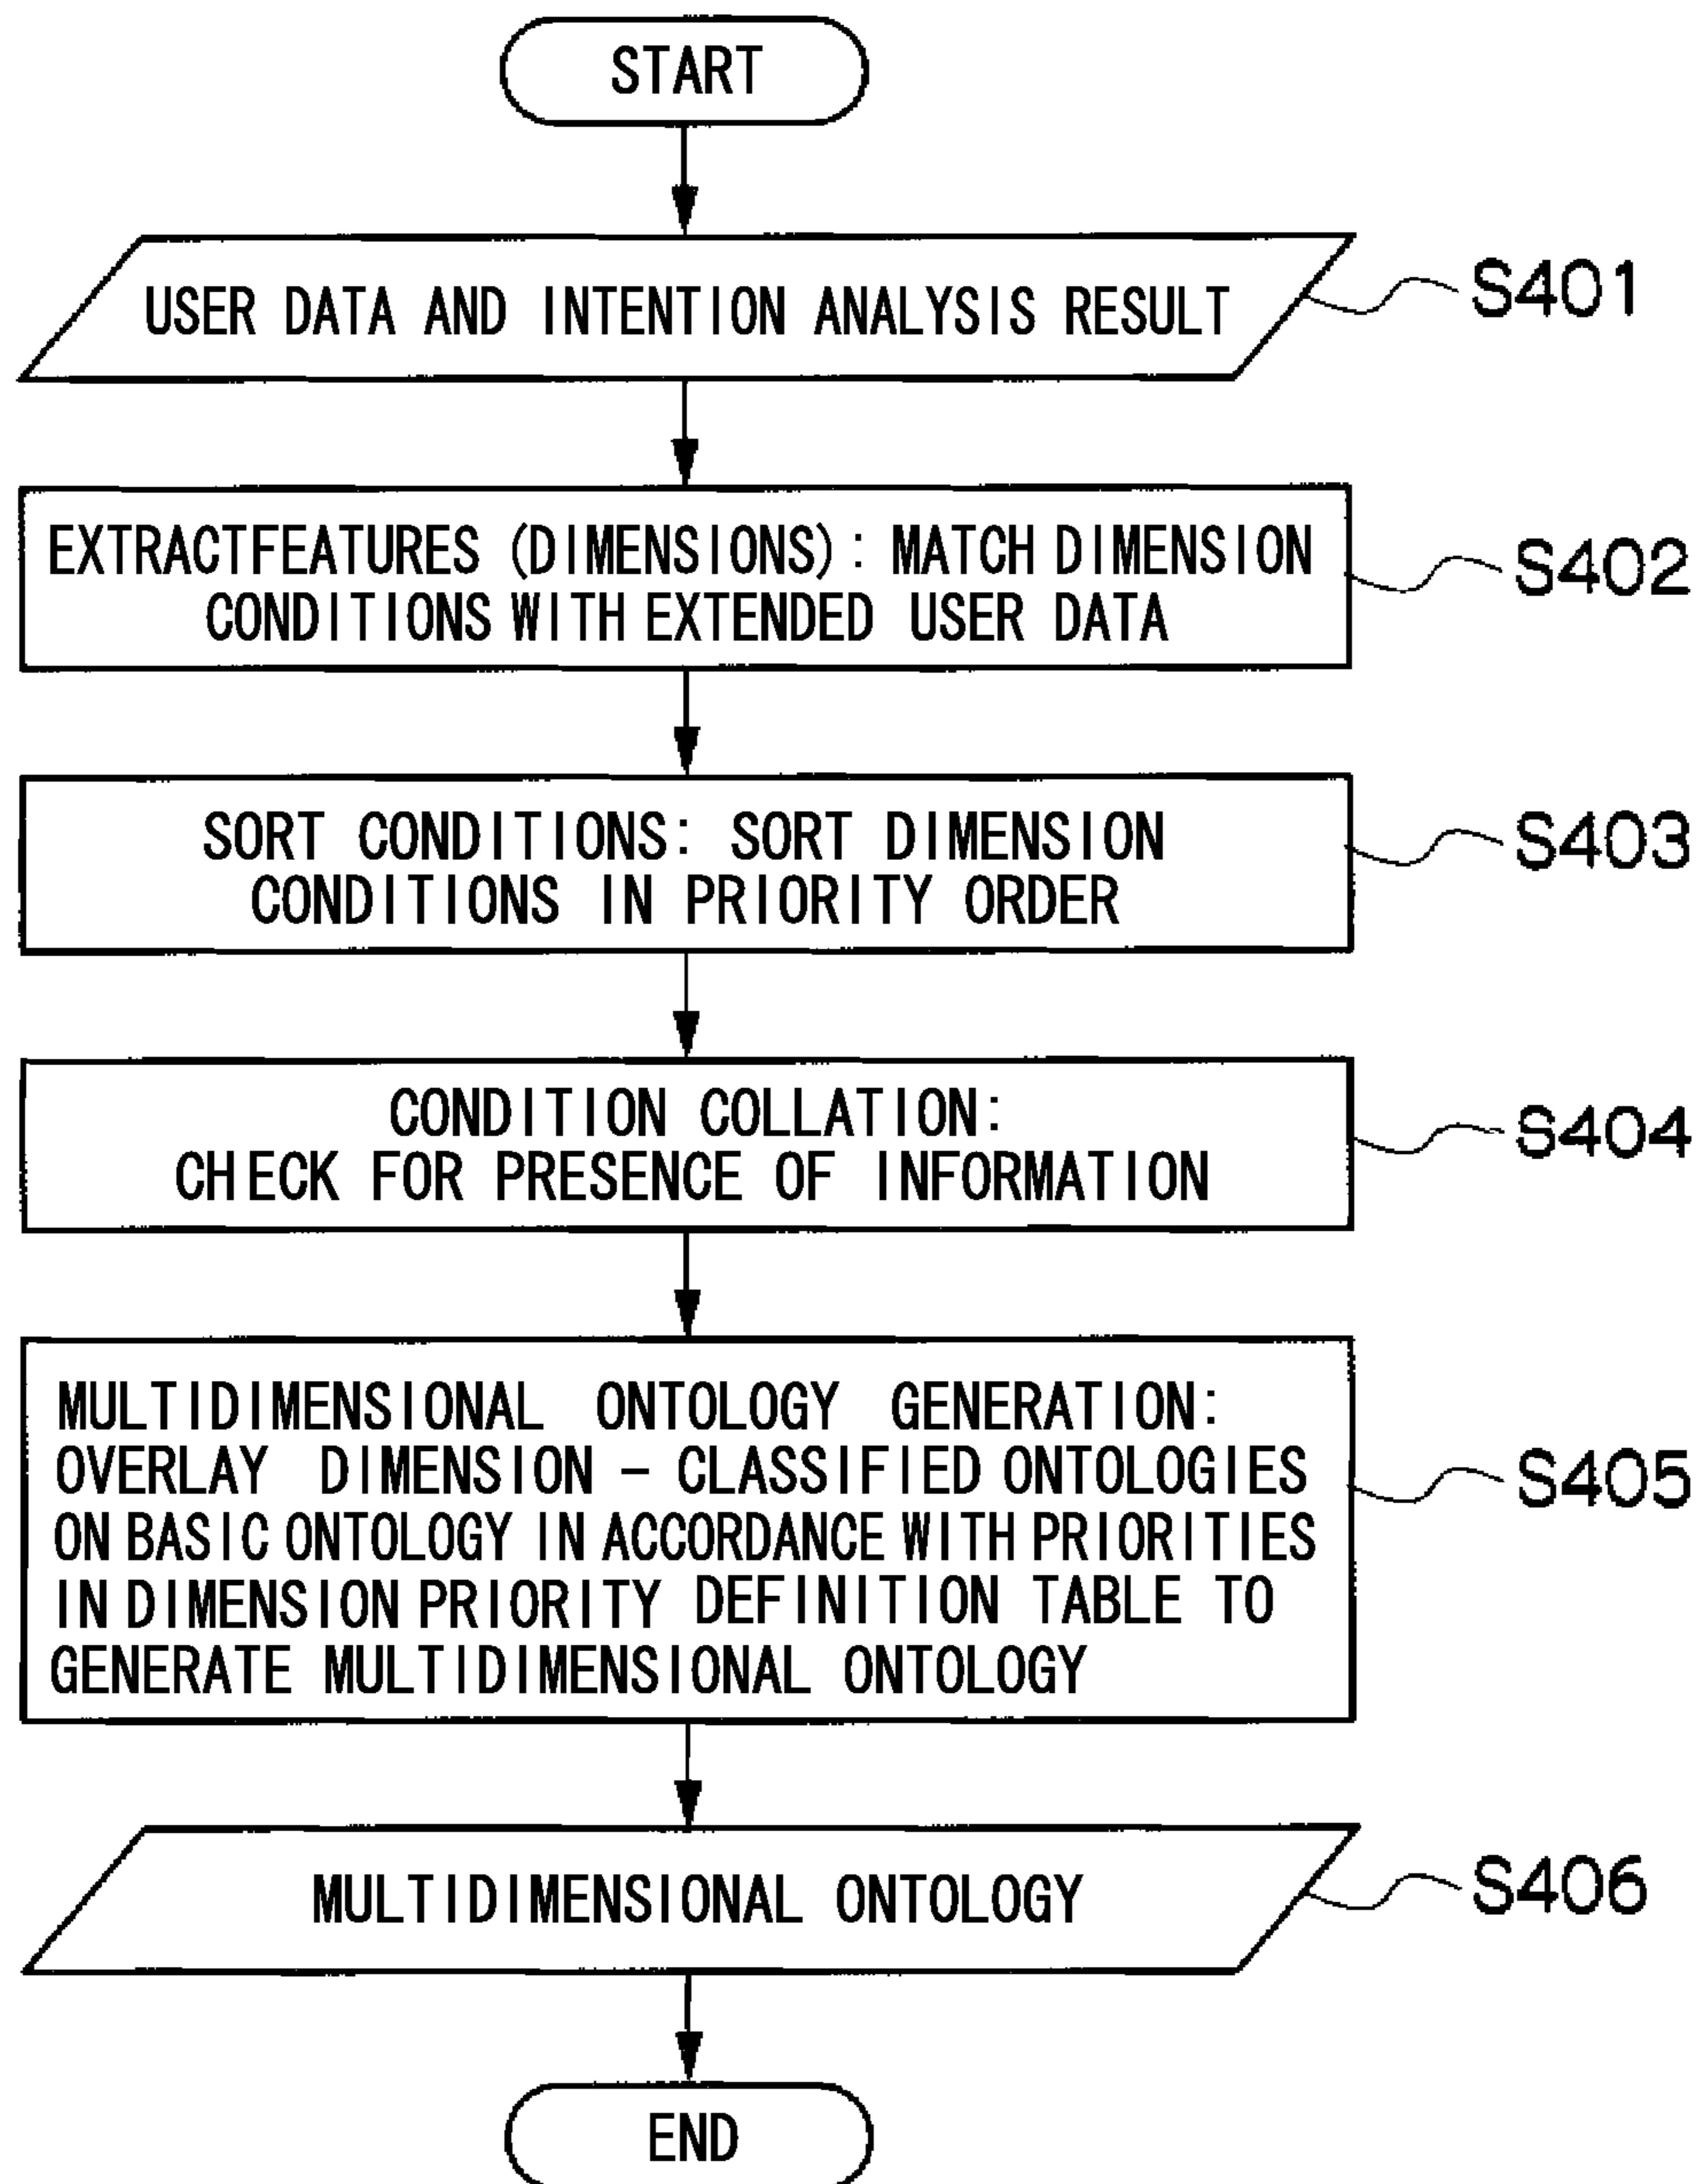 START
USER DATA AND INTENTION ANALYSIS RESULT
S401
EXTRACTFEATURES (DIMENSIONS): MATCH DIMENSION
CONDITIONS WITH EXTENDED USER DATA
S402
SORT CONDITIONS: SORT DIMENSION
CONDITIONS IN PRIORITY ORDER
S403
CONDITION COLLATION:
CHECK FOR PRESENCE OF INFORMATION
S404
MULTIDIMENSIONAL ONTOLOGY GENERATION:
OVERLAY DIMENSION - CLASSIFIED ONTOLOGIES
ON BASIC ONTOLOGY IN ACCORDANCE WITH PRIORITIES
IN DIMENSION PRIORITY DEFINITION TABLE TO
GENERATE MULTIDIMENSIONAL ONTOLOGY
S405
MULTIDIMENSIONAL ONTOLOGY
S406
END